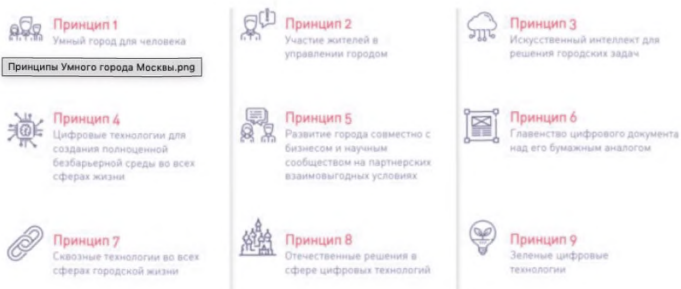 Принцип 1
Умный город для человека
Принцип 2
Участие жителей в
управлении городом
Принцип 3
Искусственный интеллект для
решения городских задач
Принципы Умного города Москвы.png
Принцип 4
Цифровые технологии для
создания полноценной
безбарьерной среды во всех
сферах жизни
Принцип 5
Развитие города совместно с
бизнесом и научным
сообществом на партнерских
взаимовыгодных условиях
Принцип 6
Главенство цифрового документа
над его бумажным аналогом
Принцип 7
Сквозные технологии во всех
сферах городской жизни
Принцип 8
Отечественные решения в
сфере цифровых технологий
Принцип 9
Зеленые цифровые
технологии